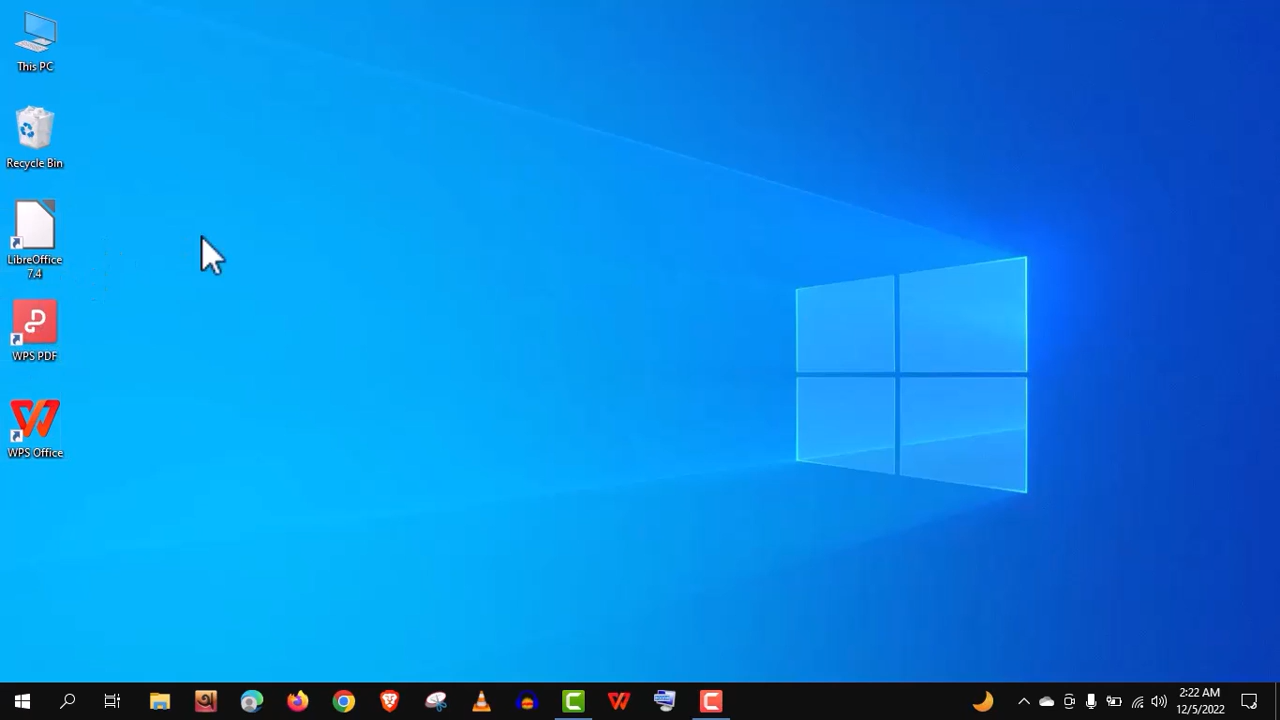 This PC
Recycle Bin
LibreOffice
7.4
WPS PDF
WPS Office
2:22 AM
12/5/2022